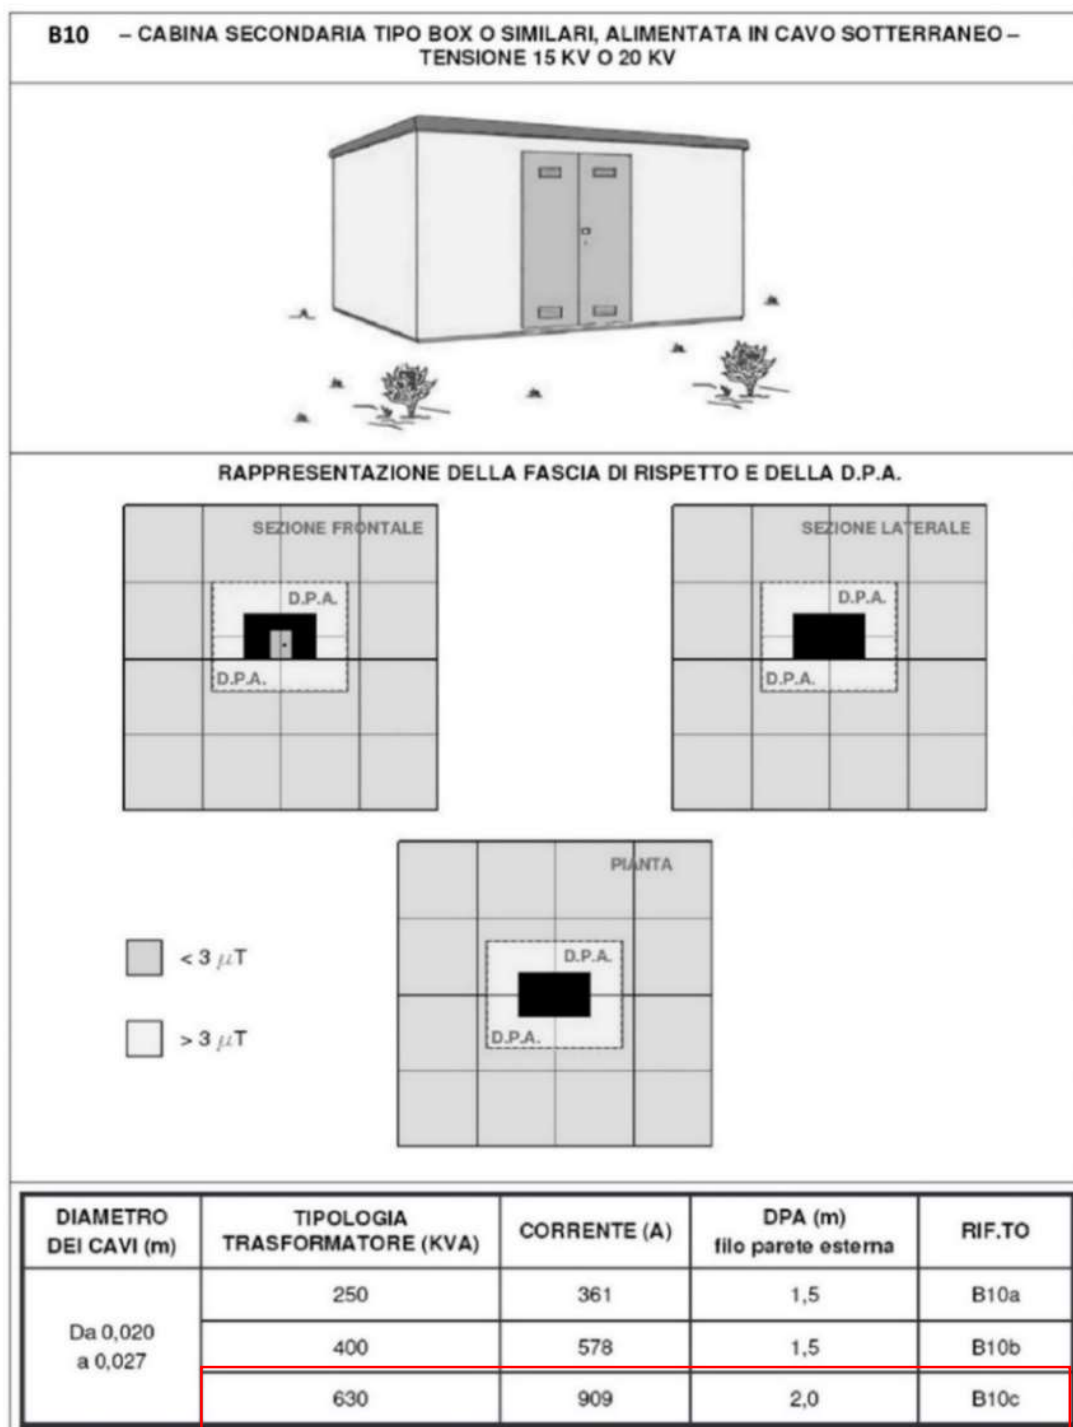 B10 – CABINA SECONDARIA TIPO BOX O SIMILARI, ALIMENTATA IN CAVO SOTTERRANEO –
TENSIONE 15 KV O 20 KV
RAPPRESENTAZIONE DELLA FASCIA DI RISPETTO E DELLA D.P.A.
SEZIONE FRONTALE
D.P.A.
D.P.A.
SEZIONE LATERALE
D.P.A.
D.P.A.
PIANTA
D.P.A.
D.P.A.
< 3 μT
> 3 μT
DIAMETRO DEI CAVI (m) TIPOLOGIA TRASFORMATORE (KVA) CORRENTE (A) DPA (m) filo parete esterna RIF.TO
Da 0,020 a 0,027
250 361 1,5 B10a
400 578 1,5 B10b
630 909 2,0 B10c